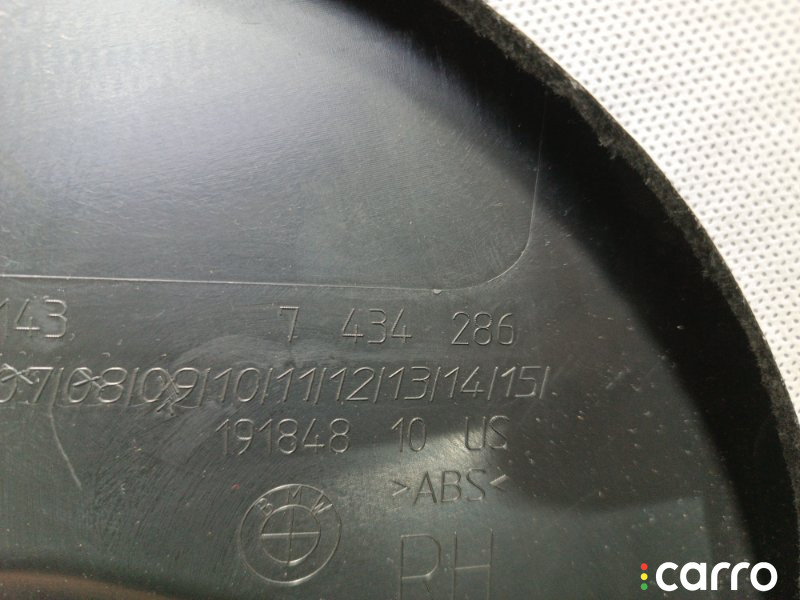 143 7 434 286
07/08/09/10/11/12/13/14/15/.
191848 10 US
>ABS<
BMW
RH
carro